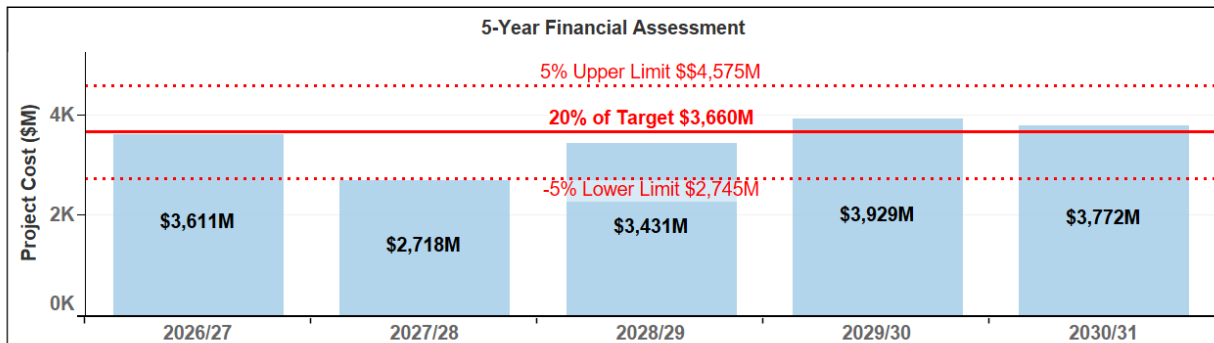 5-Year Financial Assessment
5% Upper Limit $$4,575M
20% of Target $3,660M
-5% Lower Limit $2,745M
Project Cost ($M)
4K
2K
0K
$3,611M
$2,718M
$3,431M
$3,929M
$3,772M
2026/27
2027/28
2028/29
2029/30
2030/31